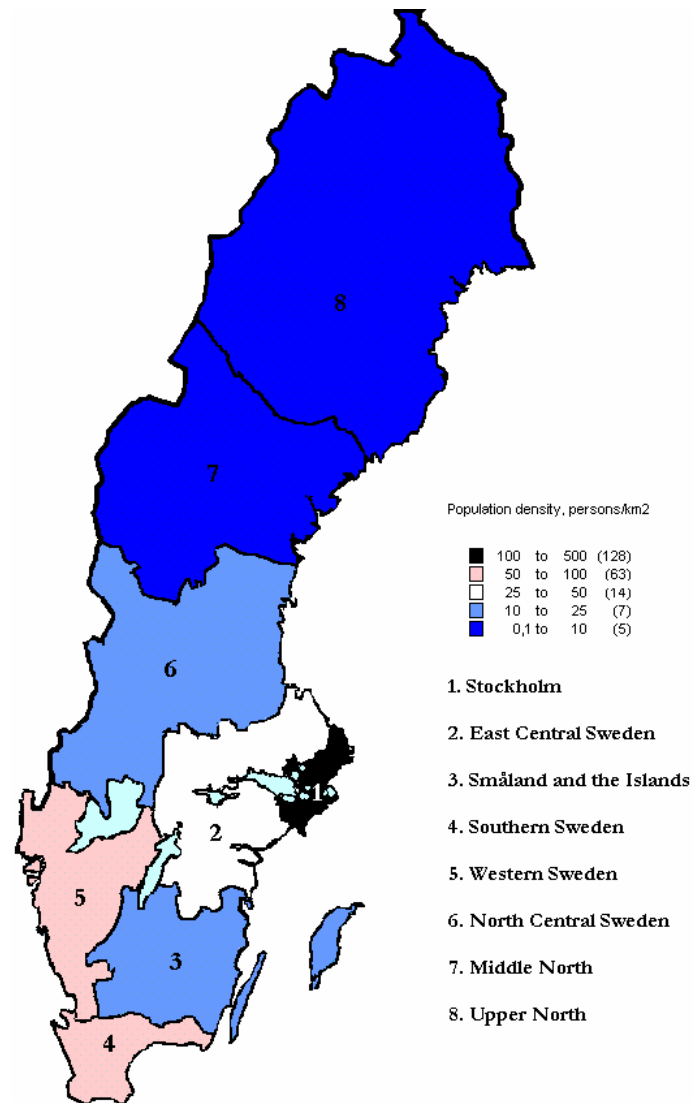 8
7
Population density, persons/km2
100 to 500 (128)
50 to 100 (63)
25 to 50 (14)
10 to 25 (7)
0,1 to 10 (5)
6
1. Stockholm
2. East Central Sweden
3. Småland and the Islands
1
2
4. Southern Sweden
5. Western Sweden
5
6. North Central Sweden
3
7. Middle North
8. Upper North
4